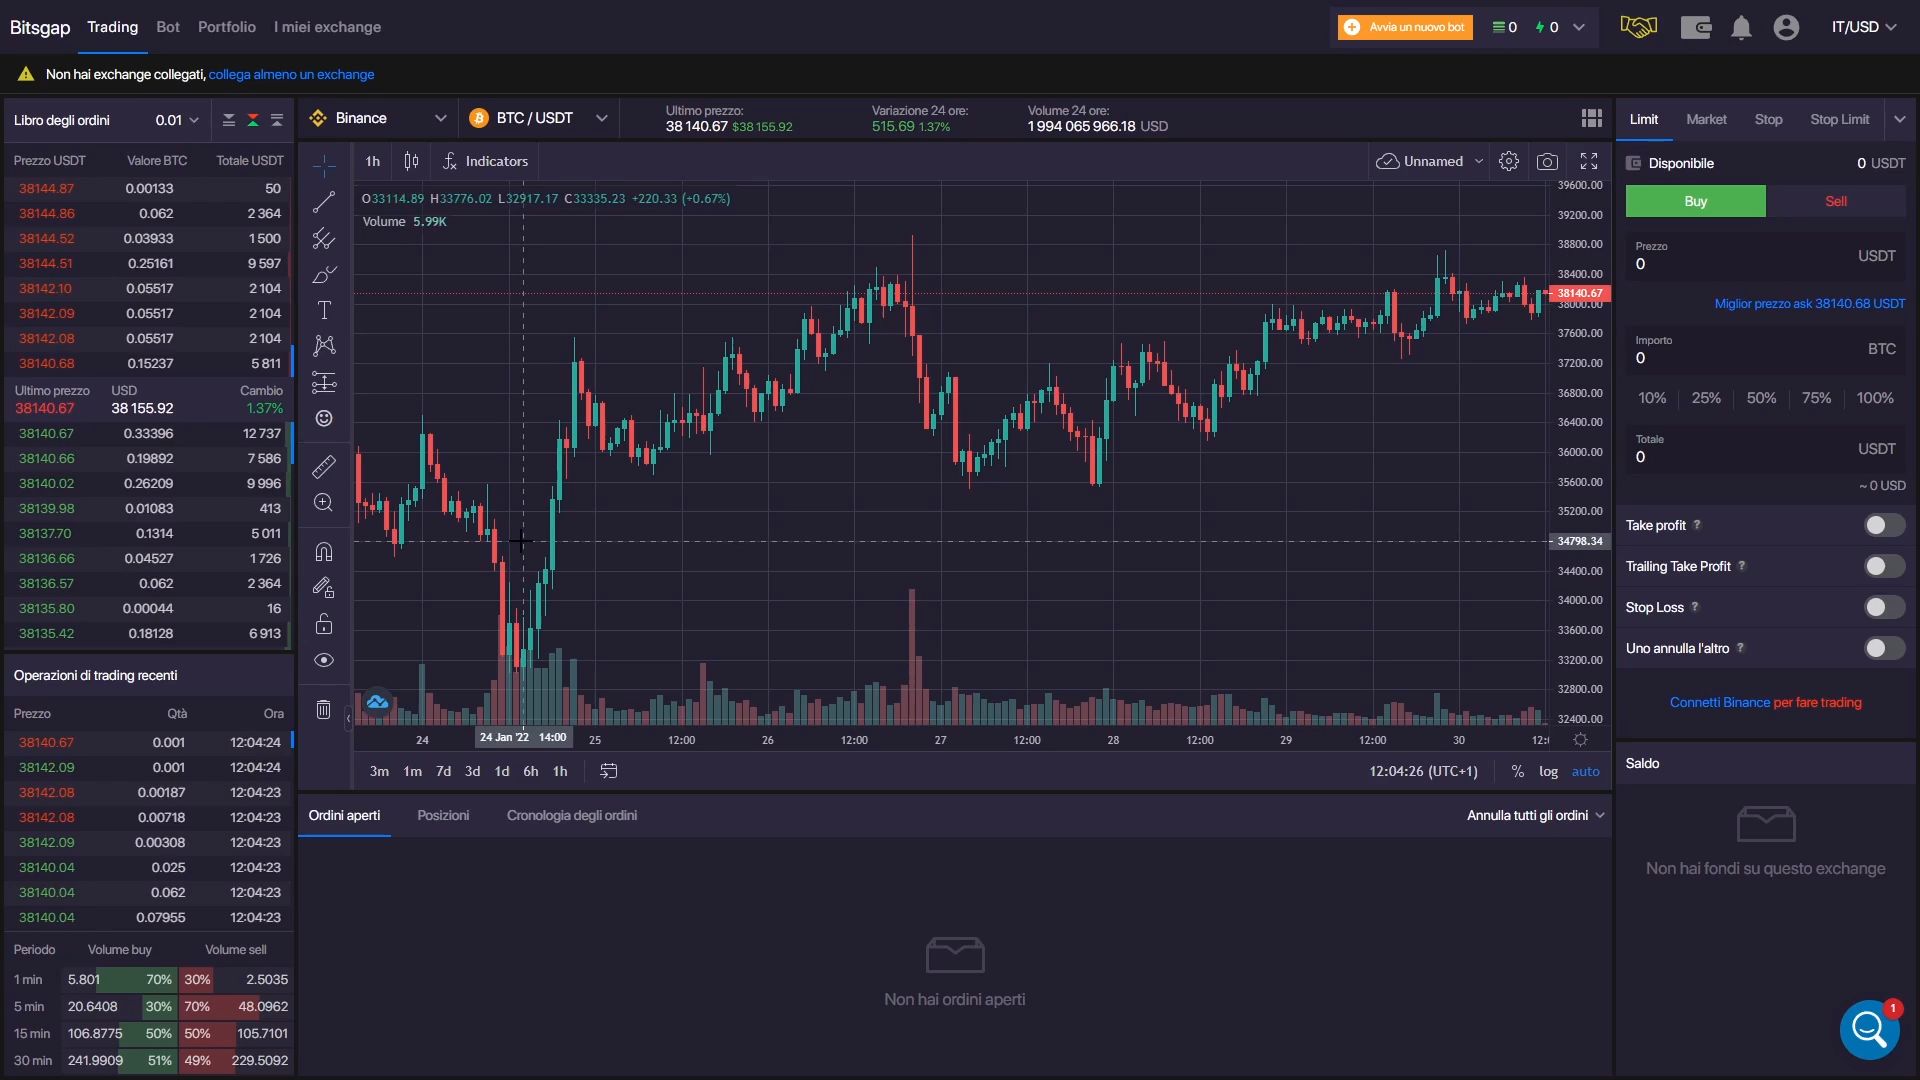 Bitsgap Trading Bot Portfolio I miei exchange
Avvia un nuovo bot 0 0 IT/USD
Non hai exchange collegati, collega almeno un exchange
Libro degli ordini 0.01
Prezzo USDT Valore BTC Totale USDT
38144.87 0.00133 50
38144.86 0.062 2 364
38144.52 0.03933 1 500
38144.51 0.25161 9 597
38142.10 0.05517 2 104
38142.09 0.05517 2 104
38142.08 0.05517 2 104
38140.68 0.15237 5 811
Ultimo prezzo USD Cambio
38140.67 38 155.92 1.37%
38140.67 0.33396 12 737
38140.66 0.19892 7 586
38140.02 0.26209 9 996
38139.98 0.01083 413
38137.70 0.1314 5 011
38136.66 0.04527 1 726
38136.57 0.062 2 364
38135.80 0.00044 16
38135.42 0.18128 6 913
Operazioni di trading recenti
Prezzo Qtà Ora
38140.67 0.001 12:04:24
38142.09 0.001 12:04:24
38142.08 0.00187 12:04:23
38142.08 0.00718 12:04:23
38142.09 0.00308 12:04:23
38140.04 0.025 12:04:23
38140.04 0.062 12:04:23
38140.04 0.07955 12:04:23
Periodo Volume buy Volume sell
1 min 5.801 70% 30% 2.5035
5 min 20.6408 30% 70% 48.0962
15 min 106.8775 50% 50% 105.7101
30 min 241.9909 51% 49% 229.5092
Binance BTC / USDT
Ultimo prezzo:
38 140.67 $38 155.92
Variazione 24 ore:
515.69 1.37%
Volume 24 ore:
1 994 065 966.18 USD
1h Indicators Unnamed
O33114.89 H33776.02 L32917.17 C33335.23 +220.33 (+0.67%)
Volume 5.99K
39600.00
39200.00
38800.00
38400.00
38140.67
38000.00
37600.00
37200.00
36800.00
36400.00
36000.00
35600.00
35200.00
34798.34
34400.00
34000.00
33600.00
33200.00
32800.00
32400.00
24 24 Jan '22 14:00 25 12:00 26 12:00 27 12:00 28 12:00 29 12:00 30 12:0
3m 1m 7d 3d 1d 6h 1h 12:04:26 (UTC+1) % log auto
Ordini aperti Posizioni Cronologia degli ordini Annulla tutti gli ordini
Non hai ordini aperti
Limit Market Stop Stop Limit
Disponibile 0 USDT
Buy Sell
Prezzo
0 USDT
Miglior prezzo ask 38140.68 USDT
Importo
0 BTC
10% 25% 50% 75% 100%
Totale
0 USDT
~ 0 USD
Take profit ?
Trailing Take Profit ?
Stop Loss ?
Uno annulla l'altro ?
Connetti Binance per fare trading
Saldo
Non hai fondi su questo exchange
1